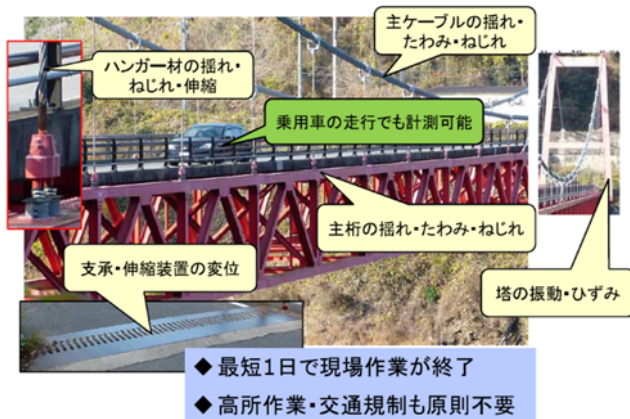 主ケーブルの揺れ・
たわみ・ねじれ
ハンガー材の揺れ・
ねじれ・伸縮
乗用車の走行でも計測可能
主桁の揺れ・たわみ・ねじれ
支承・伸縮装置の変位
塔の振動・ひずみ
◆ 最短1日で現場作業が終了
◆ 高所作業・交通規制も原則不要